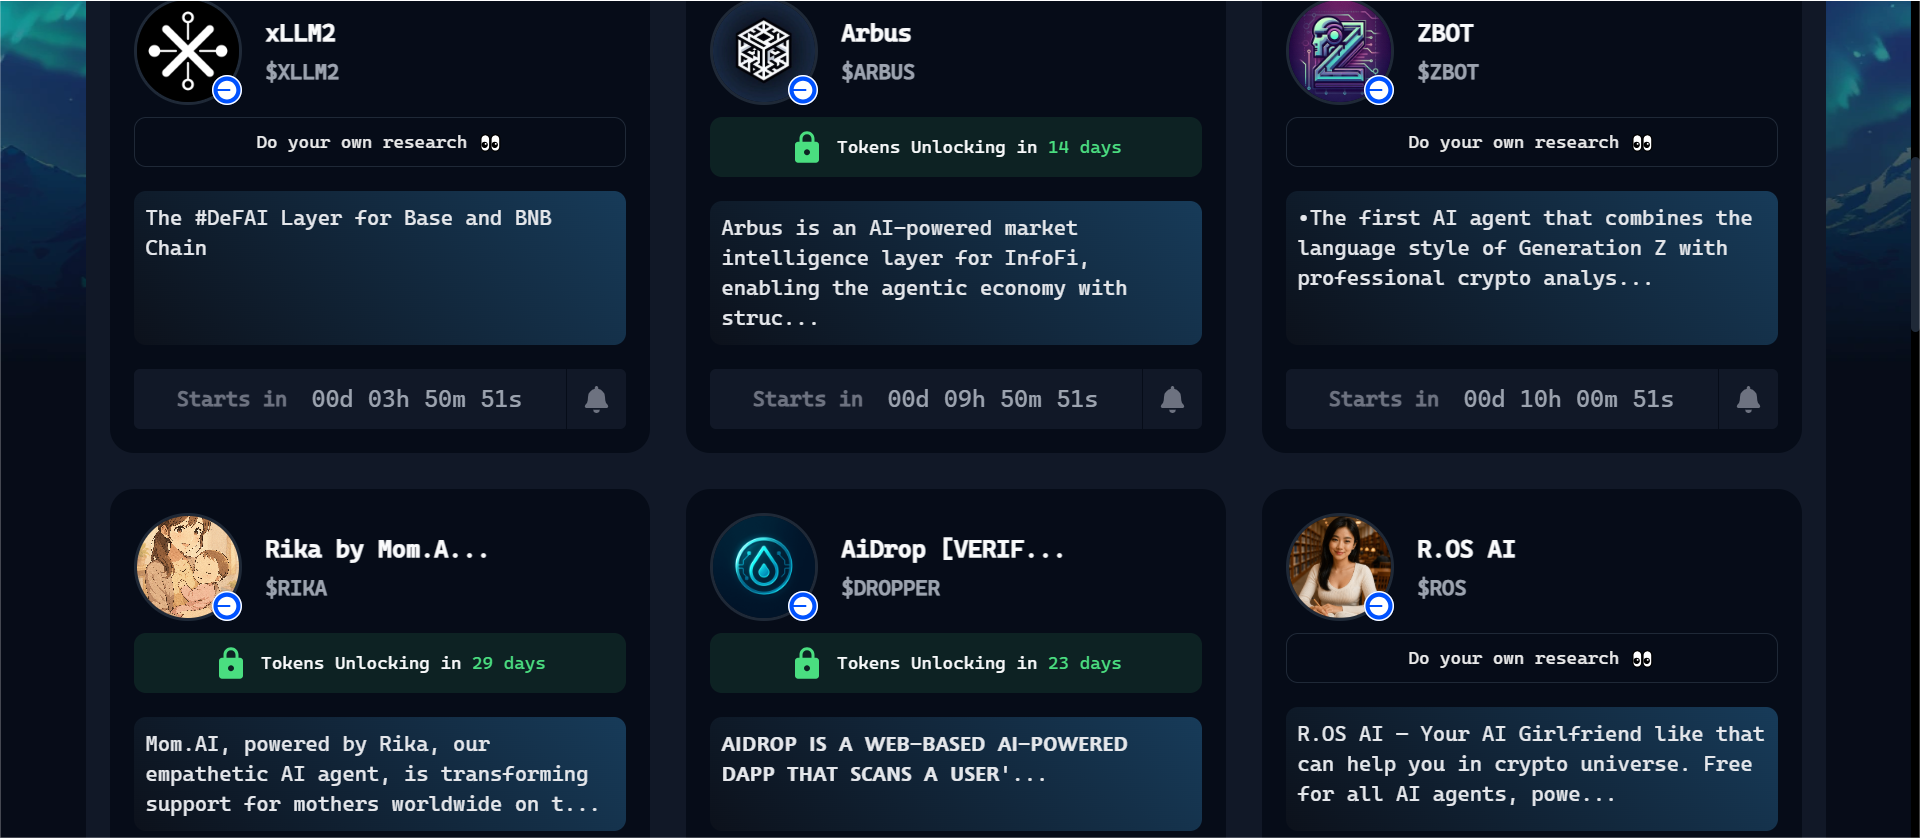 xLLM2
$XLLM2
Do your own research 👀
The #DeFAI Layer for Base and BNB
Chain
Starts in 00d 03h 50m 51s
Arbus
$ARBUS
Tokens Unlocking in 14 days
Arbus is an AI-powered market
intelligence layer for InfoFi,
enabling the agentic economy with
struc...
Starts in 00d 09h 50m 51s
ZBOT
$ZBOT
Do your own research 👀
•The first AI agent that combines the
language style of Generation Z with
professional crypto analys...
Starts in 00d 10h 00m 51s
Rika by Mom.A...
$RIKA
Tokens Unlocking in 29 days
Mom.AI, powered by Rika, our
empathetic AI agent, is transforming
support for mothers worldwide on t...
AiDrop [VERIF...
$DROPPER
Tokens Unlocking in 23 days
AIDROP IS A WEB-BASED AI-POWERED
DAPP THAT SCANS A USER'...
R.OS AI
$ROS
Do your own research 👀
R.OS AI – Your AI Girlfriend like that
can help you in crypto universe. Free
for all AI agents, powe...